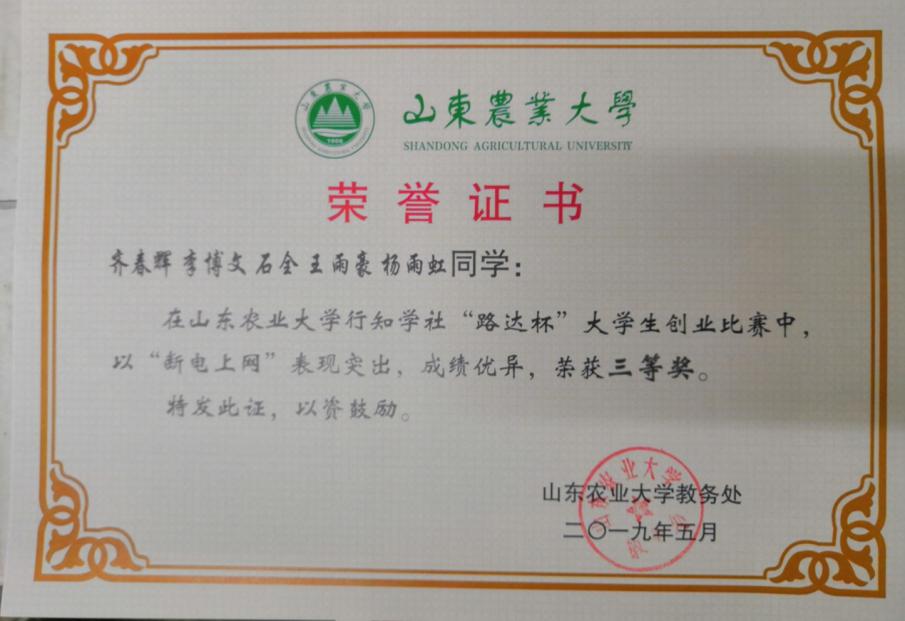 山東農業大學
SHANDONG AGRICULTURAL UNIVERSITY
荣誉证书
齐春辉 李博文 石全 王雨豪 杨雨虹同学：
在山东农业大学行知学社“路达杯”大学生创业比赛中，
以“断电上网”表现突出，成绩优异，荣获三等奖。
特发此证，以资鼓励。
山东农业大学教务处
二〇一九年五月